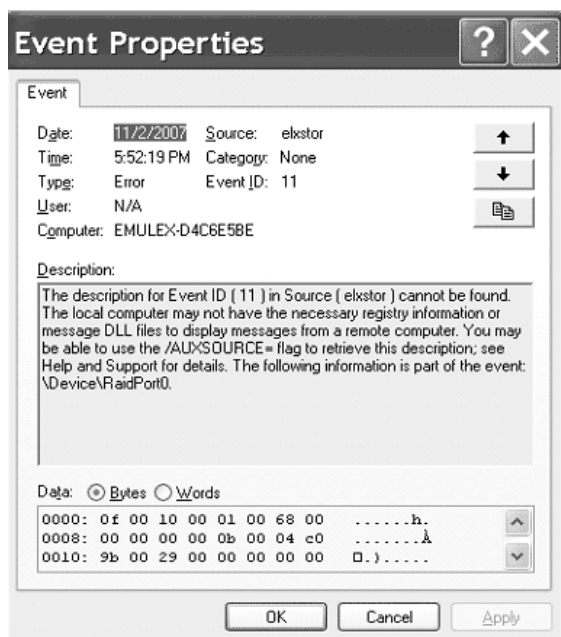 Event Properties
Event
Date: 11/2/2007 Source: elxstor
Time: 5:52:19 PM Category: None
Type: Error Event ID: 11
User: N/A
Computer: EMULEX-D4C6E5BE
Description:
The description for Event ID ( 11 ) in Source ( elxstor ) cannot be found.
The local computer may not have the necessary registry information or
message DLL files to display messages from a remote computer. You may
be able to use the /AUXSOURCE= flag to retrieve this description; see
Help and Support for details. The following information is part of the event:
\Device\RaidPort0.
Data: Bytes Words
0000: 0f 00 10 00 01 00 68 00 ......h.
0008: 00 00 00 00 0b 00 04 c0 .......À
0010: 9b 00 29 00 00 00 00 00 □.).....
OK Cancel Apply